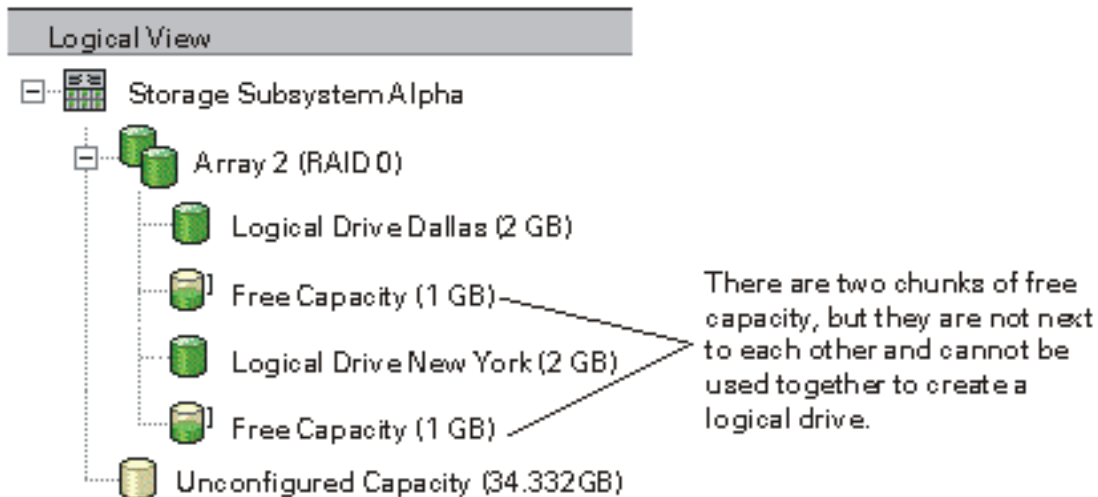 Logical View
Storage Subsystem Alpha
Array 2 (RAID 0)
Logical Drive Dallas (2 GB)
Free Capacity (1 GB)
Logical Drive New York (2 GB)
Free Capacity (1 GB)
Unconfigured Capacity (34.332GB)
There are two chunks of free
capacity, but they are not next
to each other and cannot be
used together to create a
logical drive.